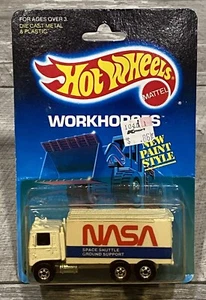 FOR AGES OVER 3
DIE CAST METAL
& PLASTIC
Hot Wheels
MATTEL
WORKHORSES
NEW
PAINT
STYLE
NASA
SPACE SHUTTLE
GROUND SUPPORT